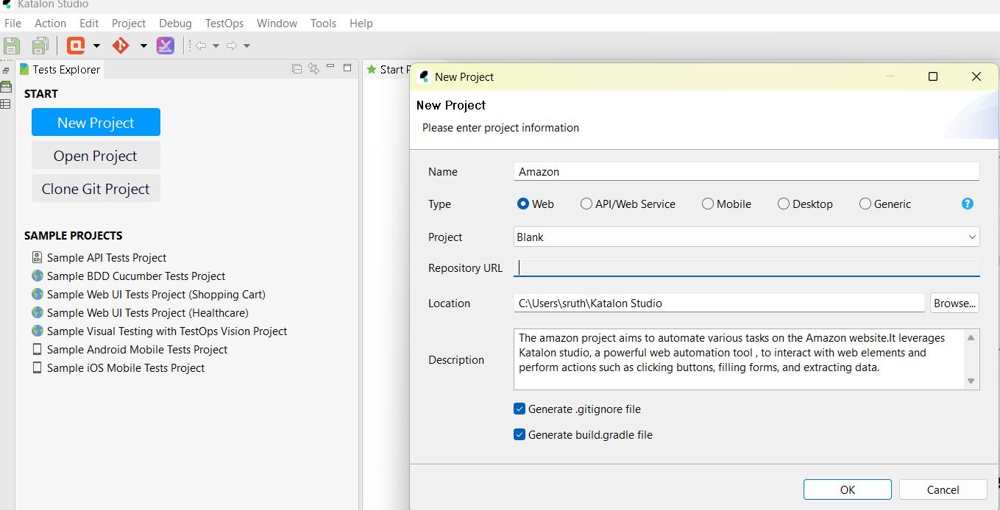 Katalon Studio
File Action Edit Project Debug TestOps Window Tools Help
Tests Explorer
START
New Project
Open Project
Clone Git Project
SAMPLE PROJECTS
Sample API Tests Project
Sample BDD Cucumber Tests Project
Sample Web UI Tests Project (Shopping Cart)
Sample Web UI Tests Project (Healthcare)
Sample Visual Testing with TestOps Vision Project
Sample Android Mobile Tests Project
Sample iOS Mobile Tests Project
Start
New Project
New Project
Please enter project information
Name Amazon
Type Web API/Web Service Mobile Desktop Generic ?
Project Blank
Repository URL
Location C:\Users\sruth\Katalon Studio Browse...
Description
The amazon project aims to automate various tasks on the Amazon website.It leverages
Katalon studio, a powerful web automation tool , to interact with web elements and
perform actions such as clicking buttons, filling forms, and extracting data.
Generate .gitignore file
Generate build.gradle file
OK Cancel